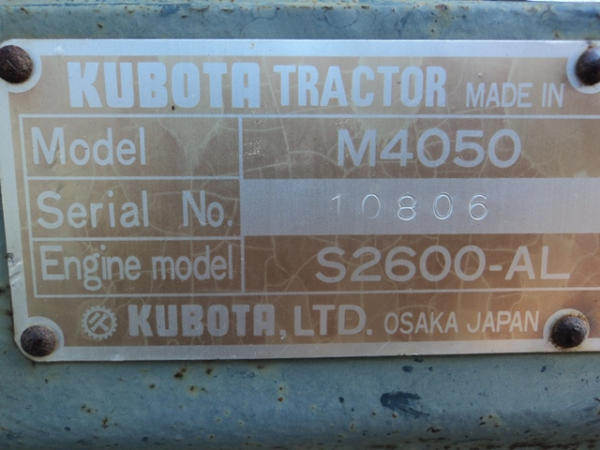 KUBOTA TRACTOR MADE IN
Model M4050
Serial No. 10806
Engine model S2600-AL
KUBOTA, LTD. OSAKA JAPAN